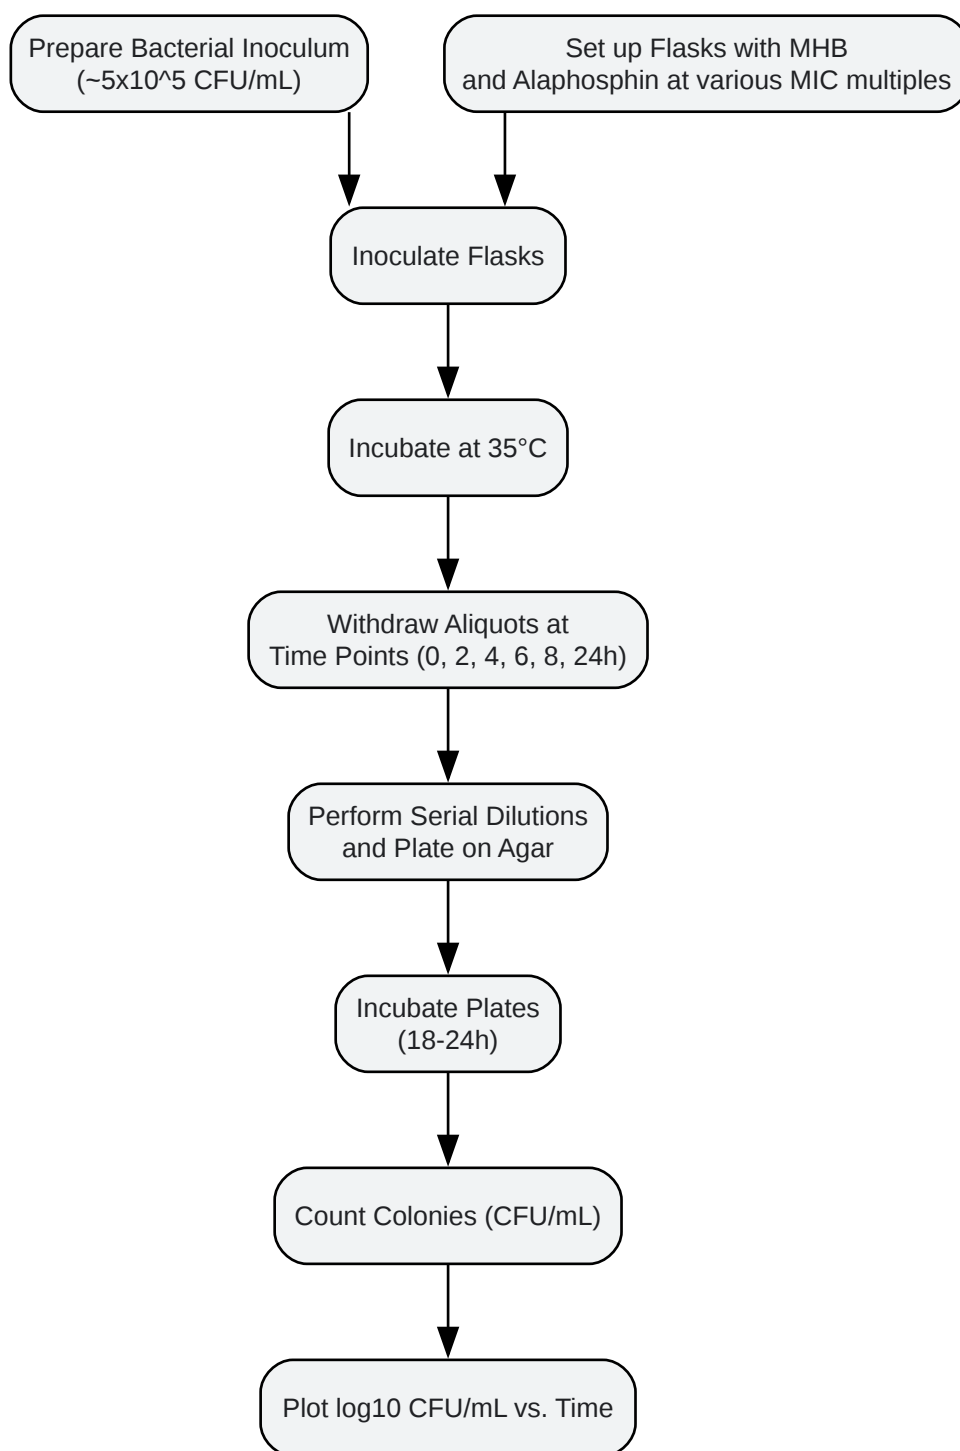 Prepare Bacterial Inoculum
(~5x10^5 CFU/mL)
Set up Flasks with MHB
and Alaphosphin at various MIC multiples
Inoculate Flasks
Incubate at 35°C
Withdraw Aliquots at
Time Points (0, 2, 4, 6, 8, 24h)
Perform Serial Dilutions
and Plate on Agar
Incubate Plates
(18-24h)
Count Colonies (CFU/mL)
Plot log10 CFU/mL vs. Time